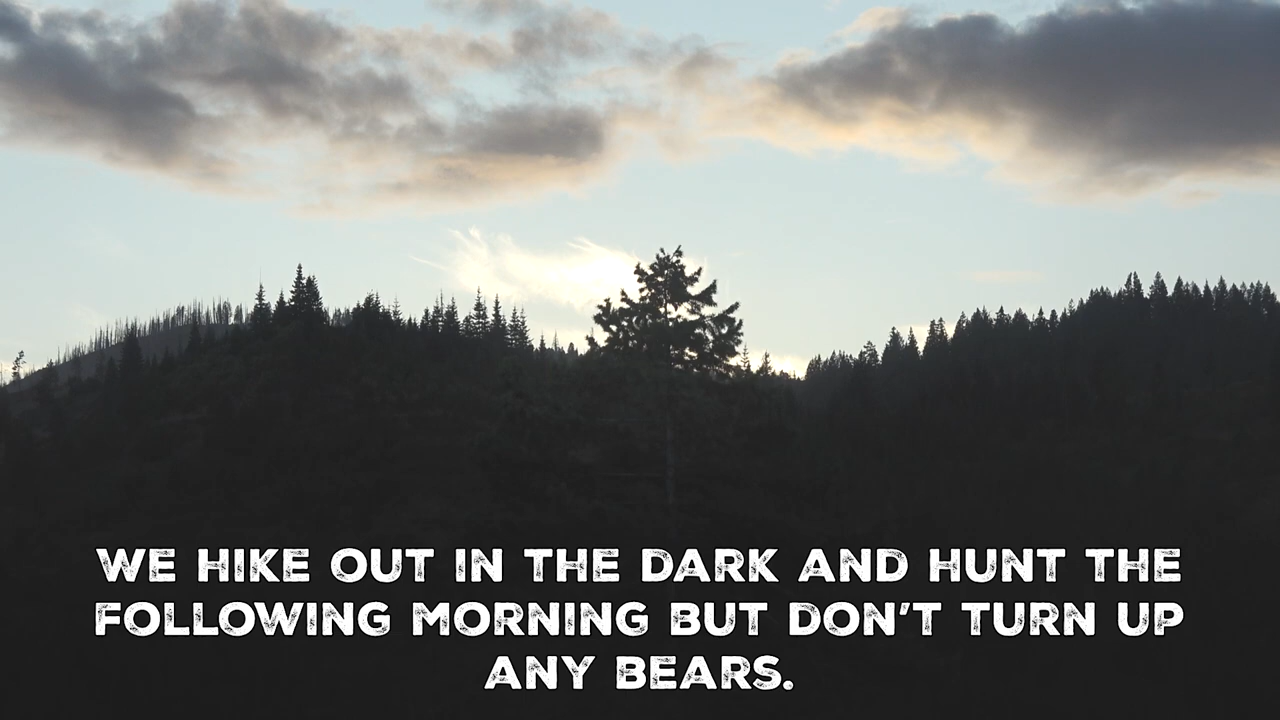 WE HIKE OUT IN THE DARK AND HUNT THE
FOLLOWING MORNING BUT DON'T TURN UP
ANY BEARS.